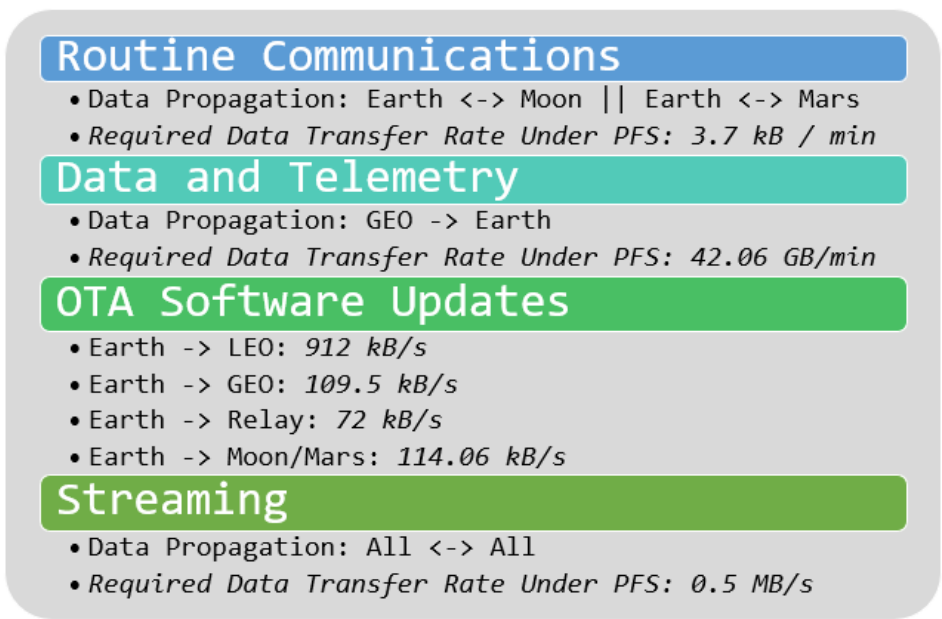 Routine Communications
• Data Propagation: Earth <-> Moon || Earth <-> Mars
• Required Data Transfer Rate Under PFS: 3.7 kB / min
Data and Telemetry
• Data Propagation: GEO -> Earth
• Required Data Transfer Rate Under PFS: 42.06 GB/min
OTA Software Updates
• Earth -> LEO: 912 kB/s
• Earth -> GEO: 109.5 kB/s
• Earth -> Relay: 72 kB/s
• Earth -> Moon/Mars: 114.06 kB/s
Streaming
• Data Propagation: All <-> All
• Required Data Transfer Rate Under PFS: 0.5 MB/s